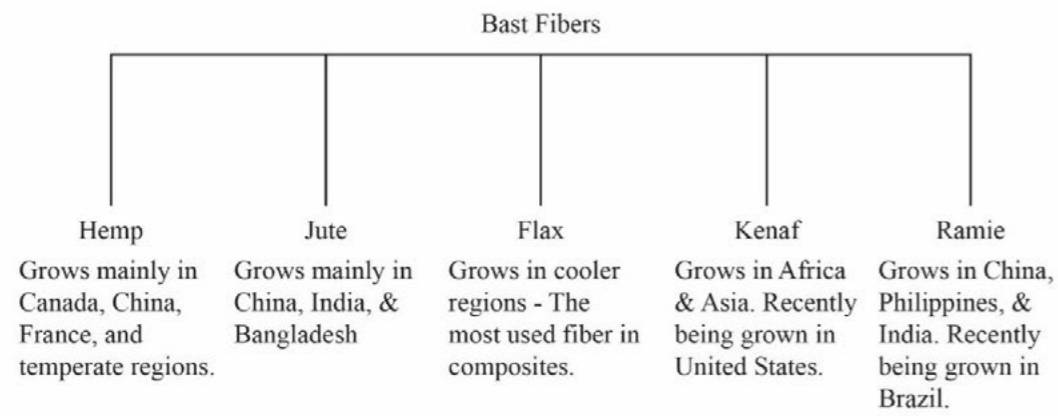 Bast Fibers
Hemp
Grows mainly in
Canada, China,
France, and
temperate regions.
Jute
Grows mainly in
China, India, &
Bangladesh
Flax
Grows in cooler
regions - The
most used fiber in
composites.
Kenaf
Grows in Africa
& Asia. Recently
being grown in
United States.
Ramie
Grows in China,
Philippines, &
India. Recently
being grown in
Brazil.